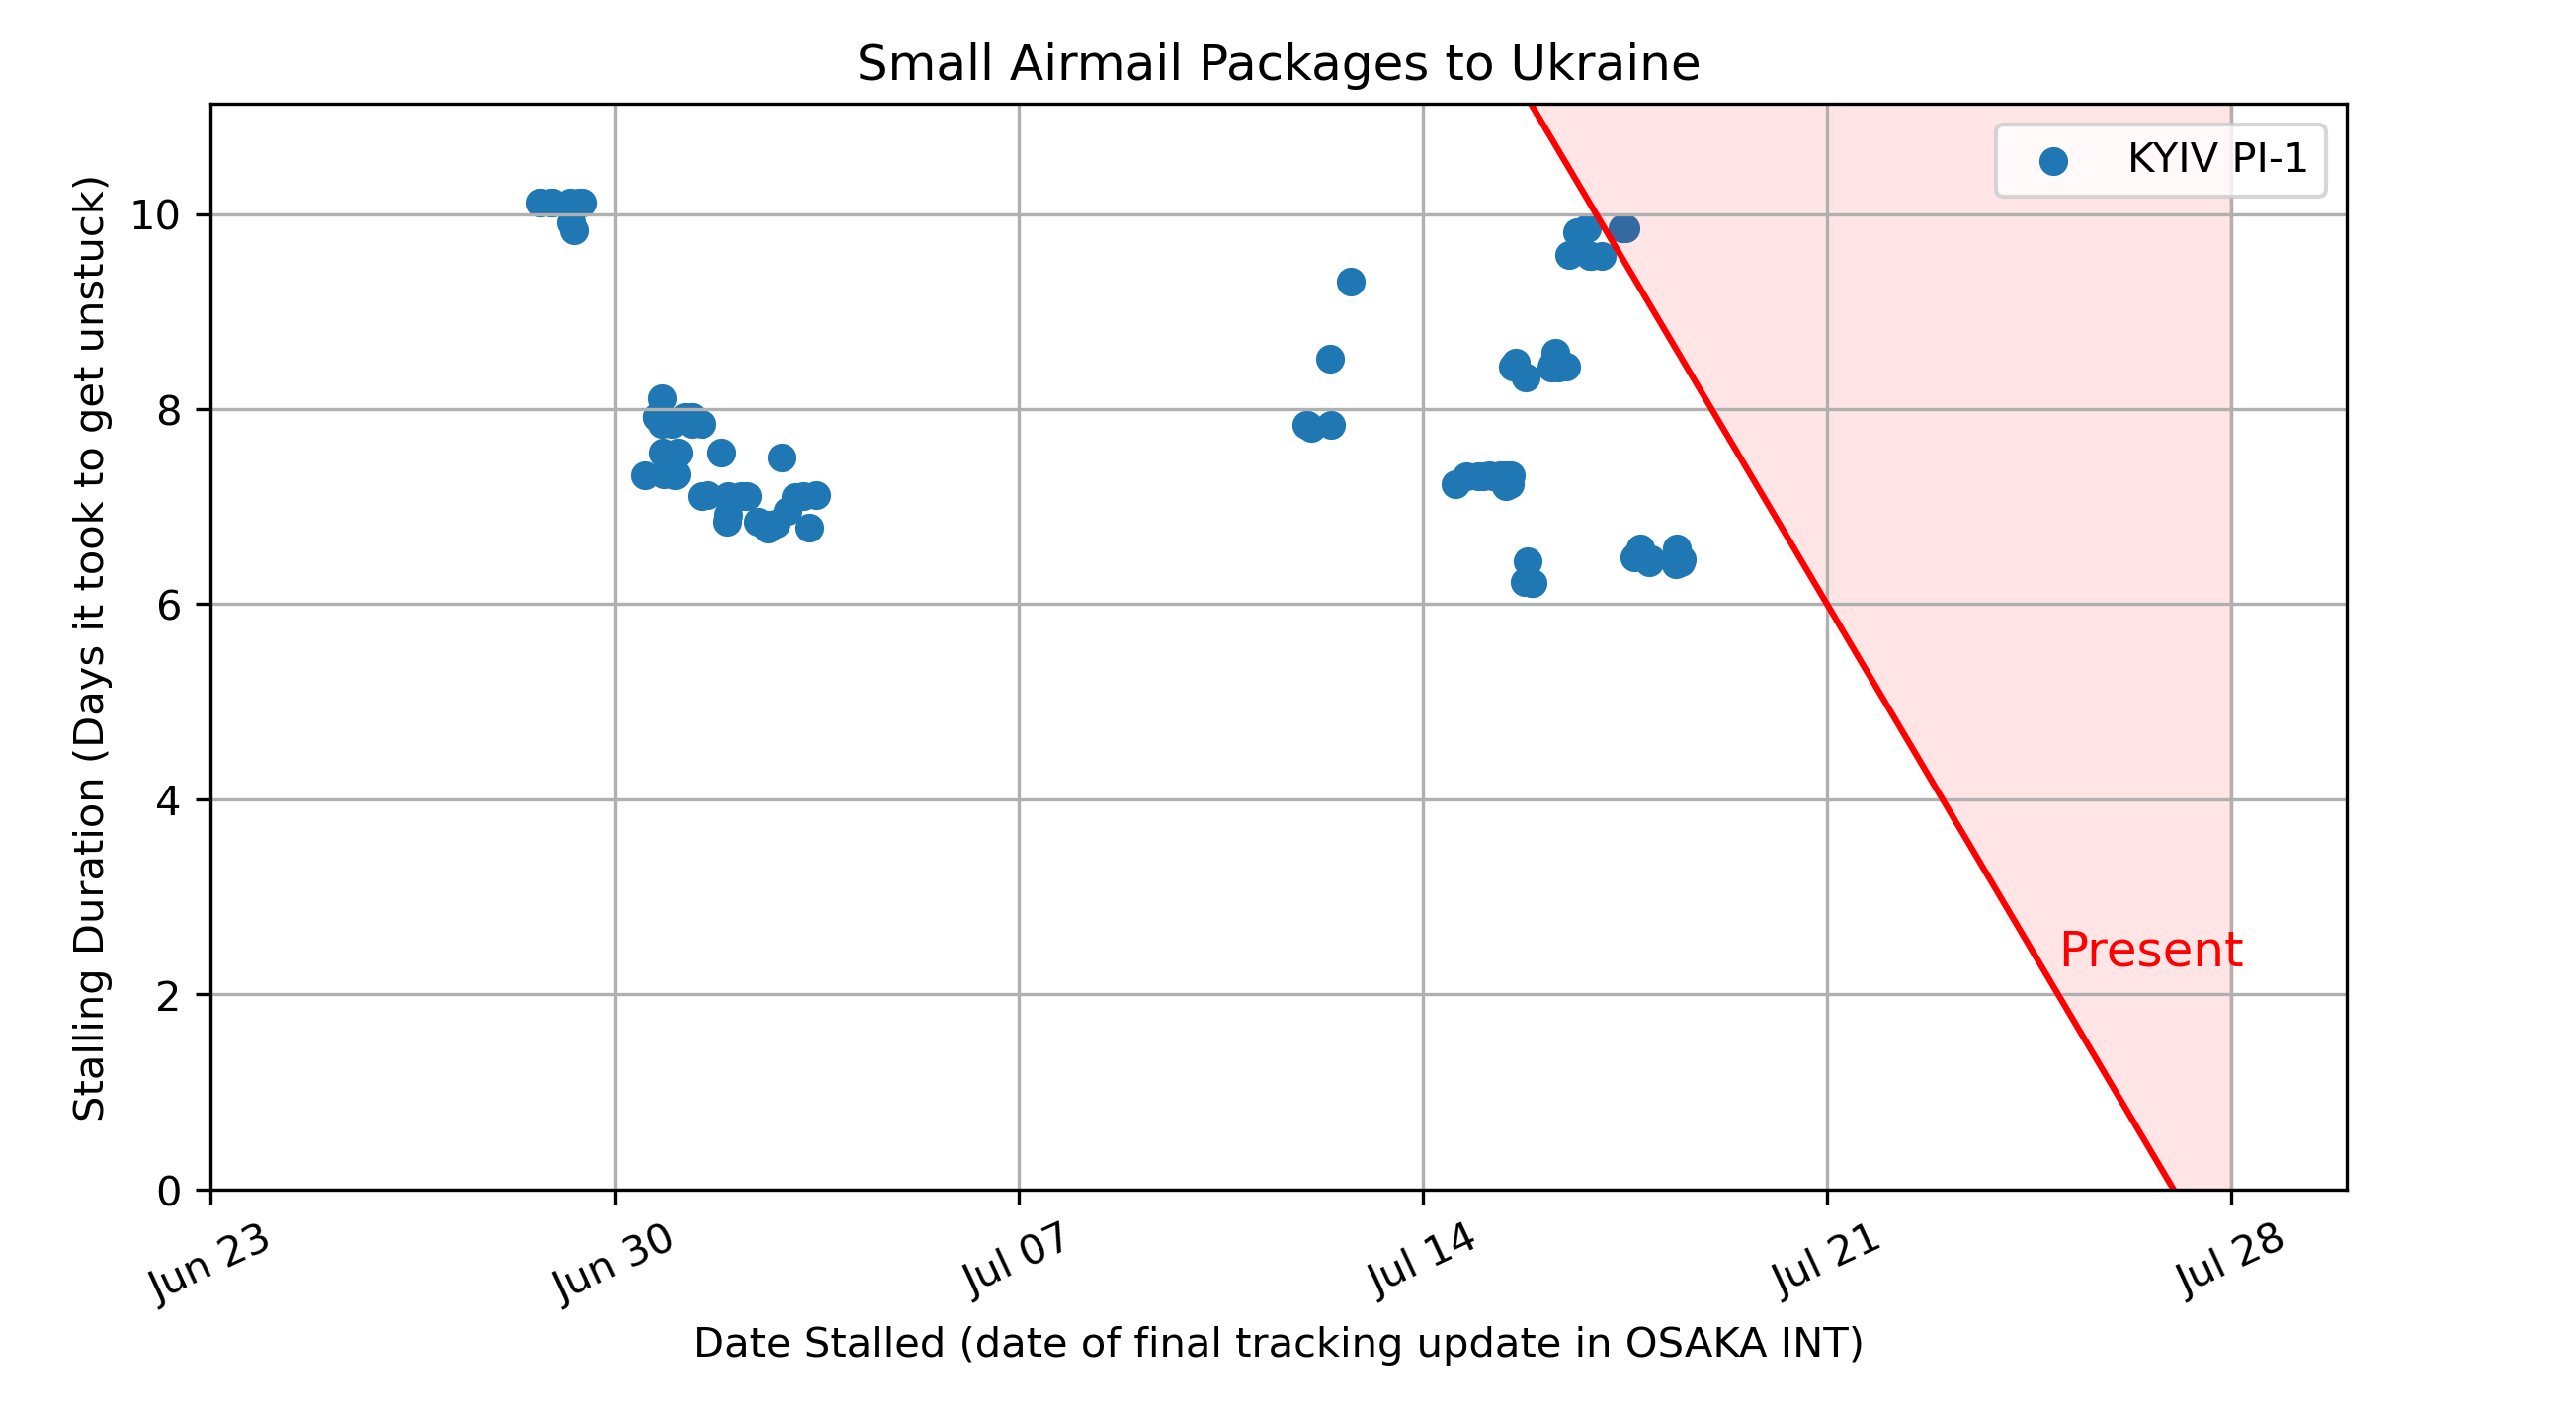 Small Airmail Packages to Ukraine
KYIV PI-1
Stalling Duration (Days it took to get unstuck)
10
8
6
4
2
0
Present
Jun 23
Jun 30
Jul 07
Jul 14
Jul 21
Jul 28
Date Stalled (date of final tracking update in OSAKA INT)